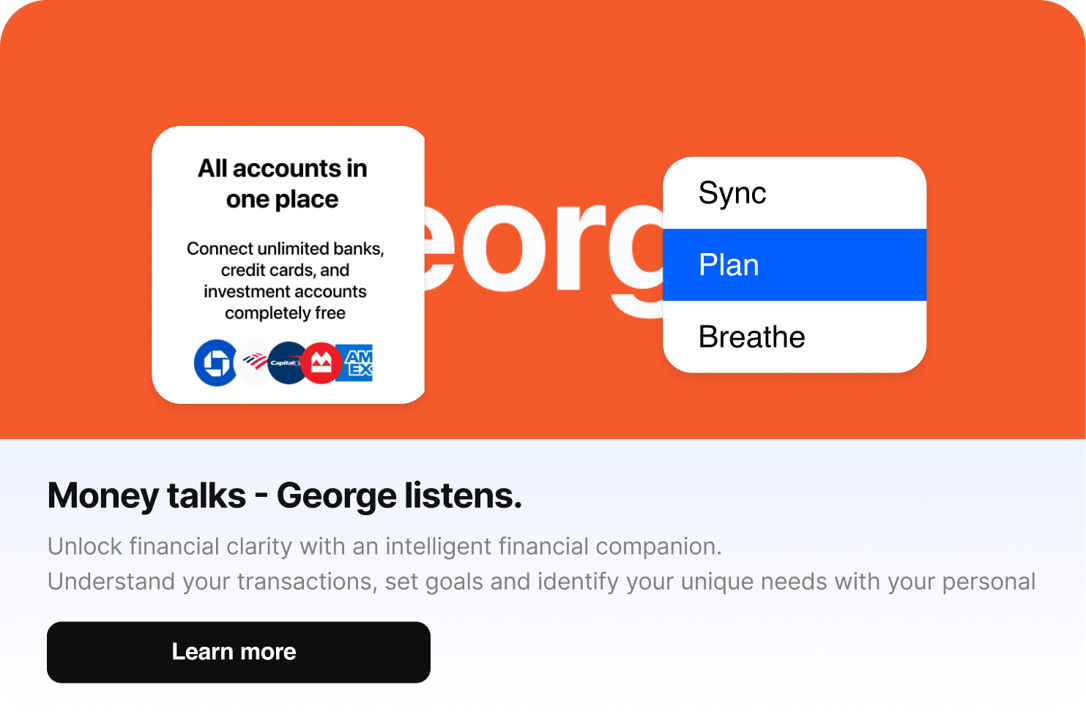 All accounts in
one place
Connect unlimited banks,
credit cards, and
investment accounts
completely free
Capital
AM
EX
eorg
Sync
Plan
Breathe
Money talks - George listens.
Unlock financial clarity with an intelligent financial companion.
Understand your transactions, set goals and identify your unique needs with your personal
Learn more